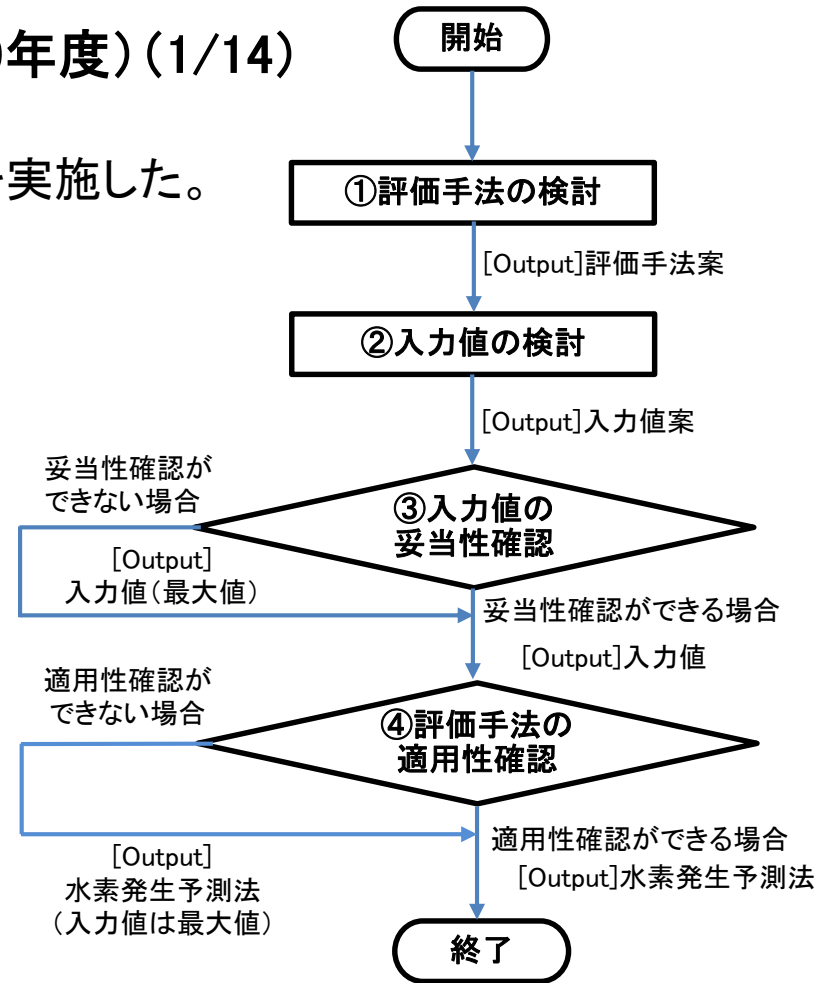 年度)(1/14)
実施した。
開始
①評価手法の検討
[Output]評価手法案
②入力値の検討
[Output]入力値案
妥当性確認が
できない場合
③入力値の
妥当性確認
[Output]
入力値(最大値)
妥当性確認ができる場合
[Output]入力値
適用性確認が
できない場合
④評価手法の
適用性確認
[Output]
水素発生予測法
(入力値は最大値)
適用性確認ができる場合
[Output]水素発生予測法
終了